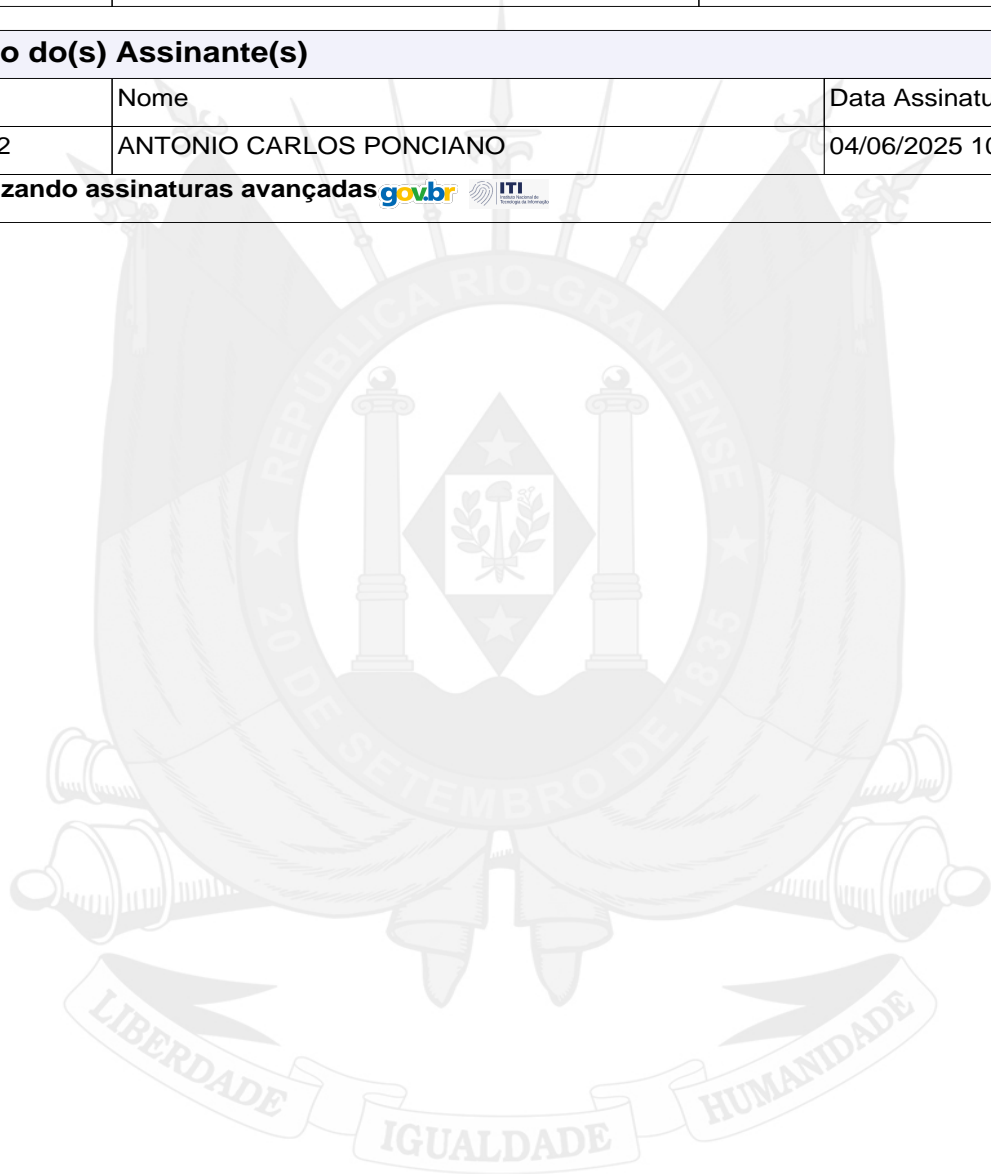 o do(s) Assinante(s)
Nome
Data Assinatu
2
ANTONIO CARLOS PONCIANO
04/06/2025 10
zando assinaturas avançadas gov.br ITI
REPÚBLICA RIO-GRANDENSE
20 DE SETEMBRO DE 1835
LIBERDADE
IGUALDADE
HUMANIDADE